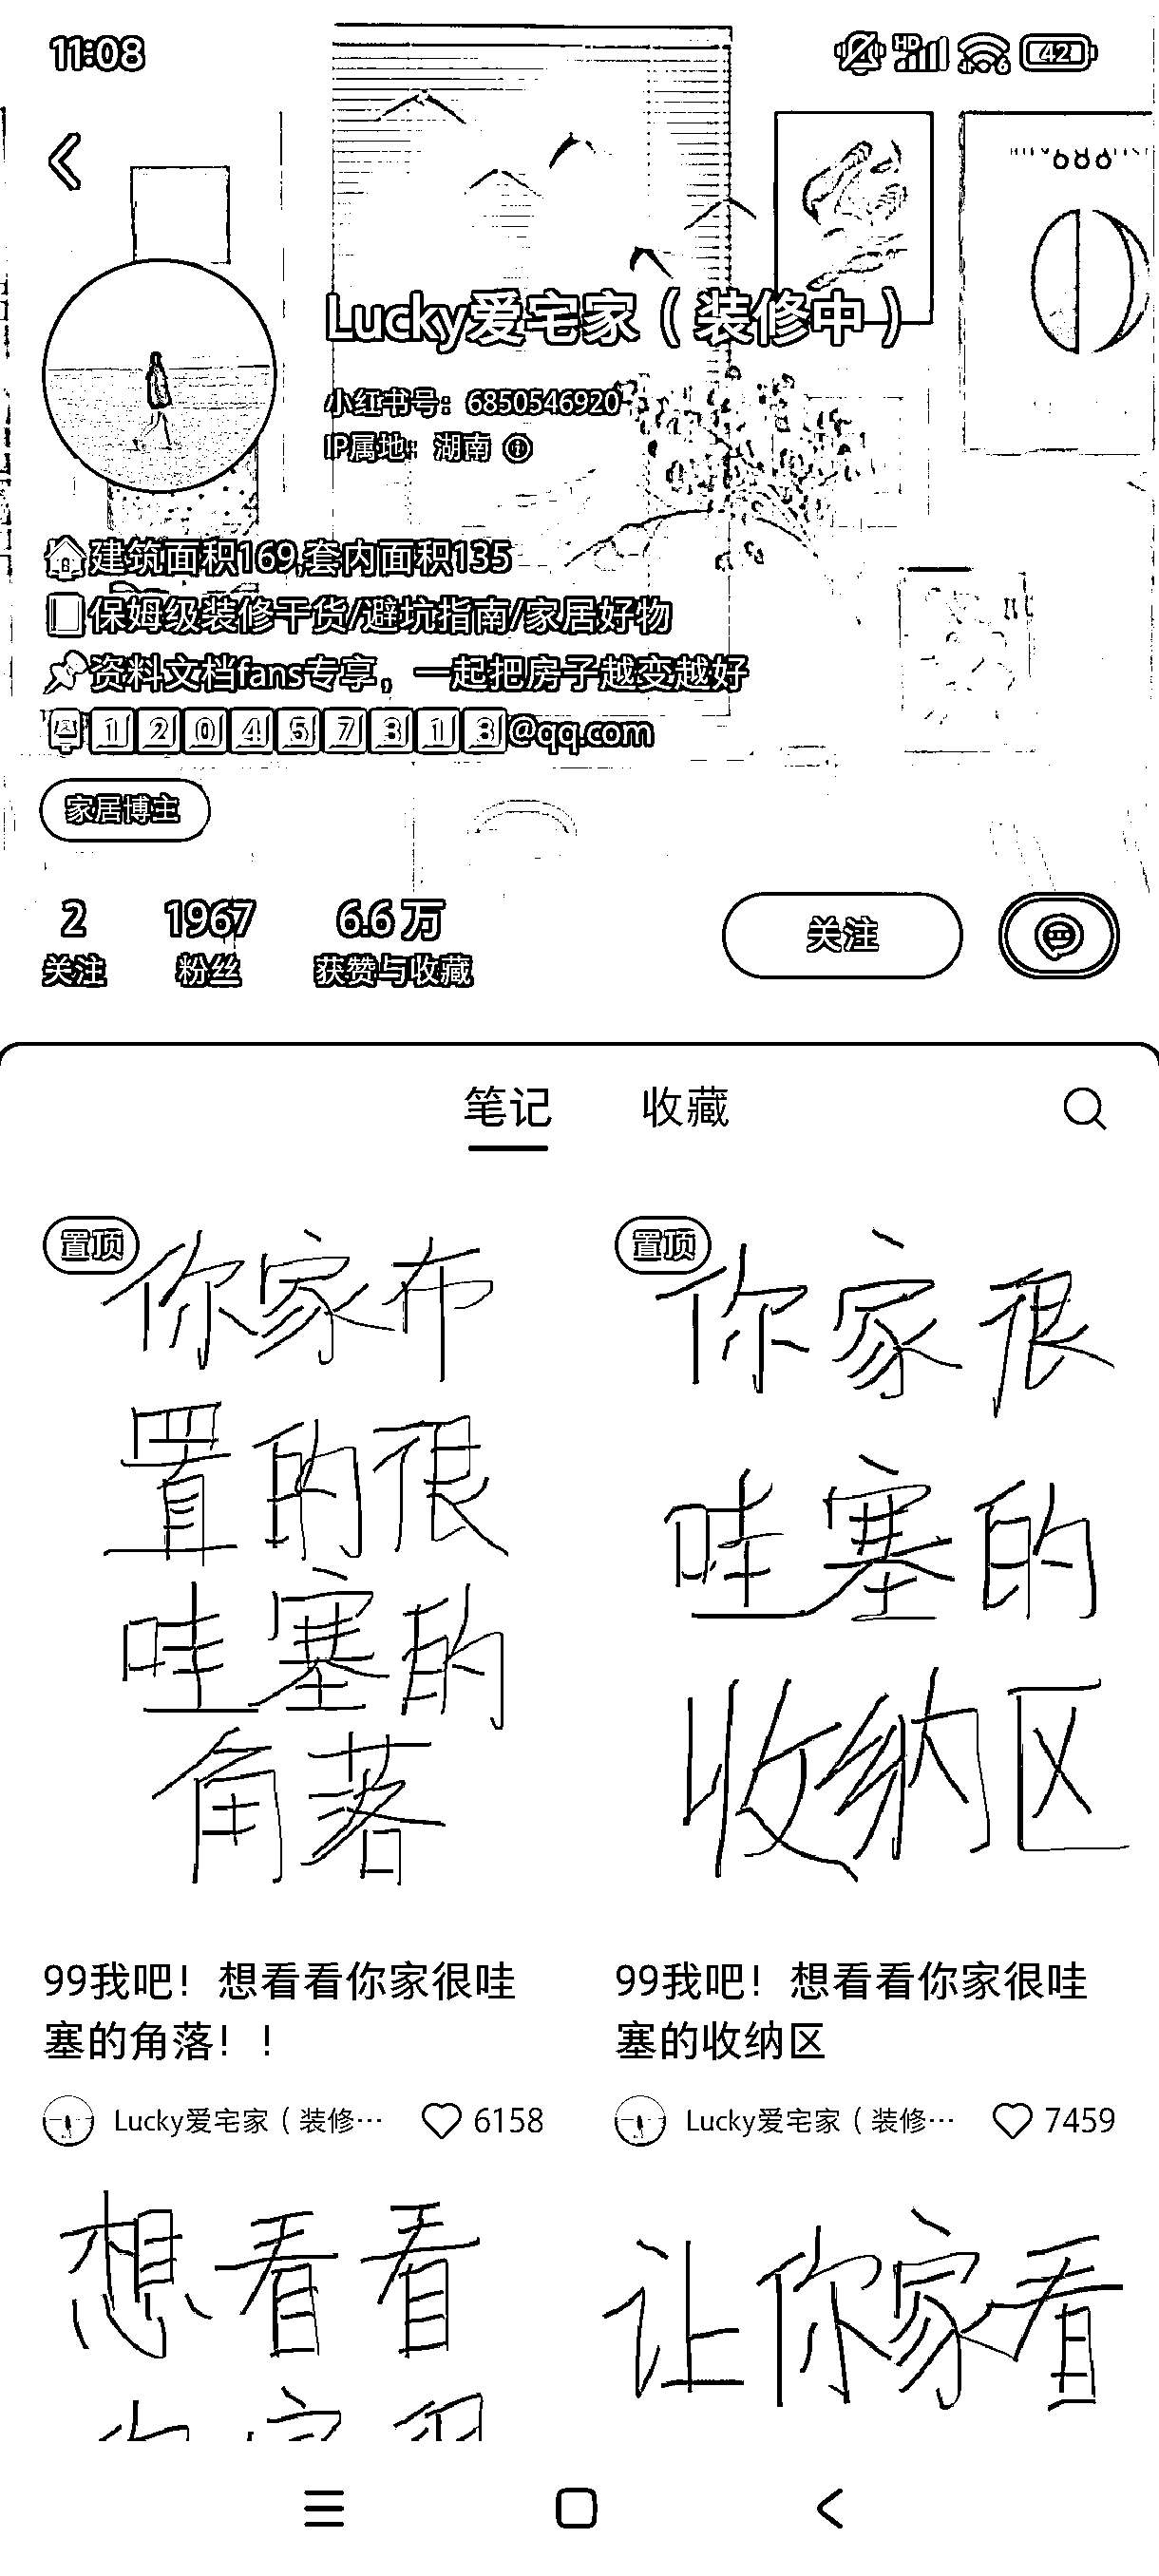 11:08
HD
6
42
Lucky爱宅家（装修中）
小红书号：6850546920
IP属地：湖南
建筑面积169,套内面积135
保姆级装修干货/避坑指南/家居好物
资料文档fans专享，一起把房子越变越好
120457313@qq.com
家居博主
2 关注
1967 粉丝
6.6万 获赞与收藏
关注
笔记 收藏
置顶
你家布
置的很
哇塞的
角落
99我吧！想看看你家很哇
塞的角落！！
Lucky爱宅家（装修… 6158
置顶
你家很
哇塞的
收纳区
99我吧！想看看你家很哇
塞的收纳区
Lucky爱宅家（装修… 7459
想看看
让你家看